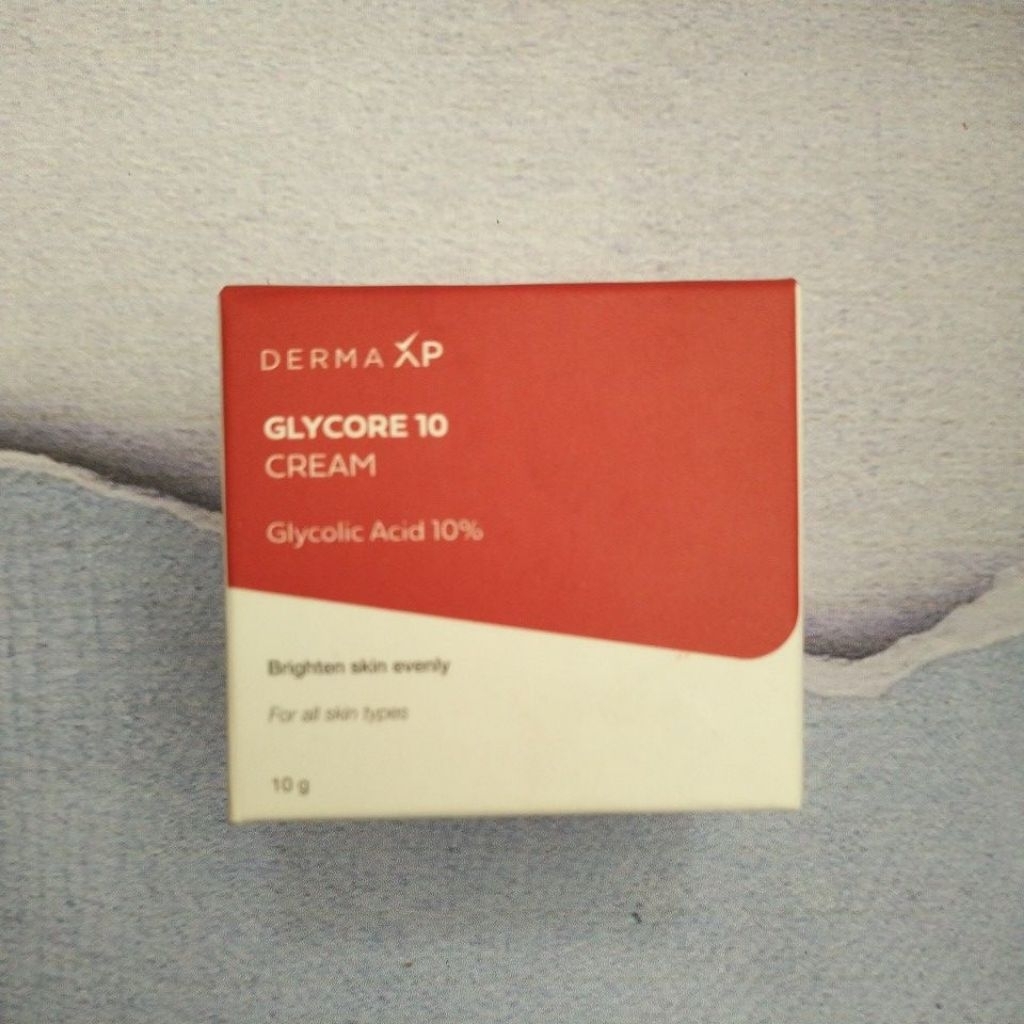 DERMA XP
GLYCORE 10
CREAM
Glycolic Acid 10%
Brighten skin evenly
For all skin types
10 g